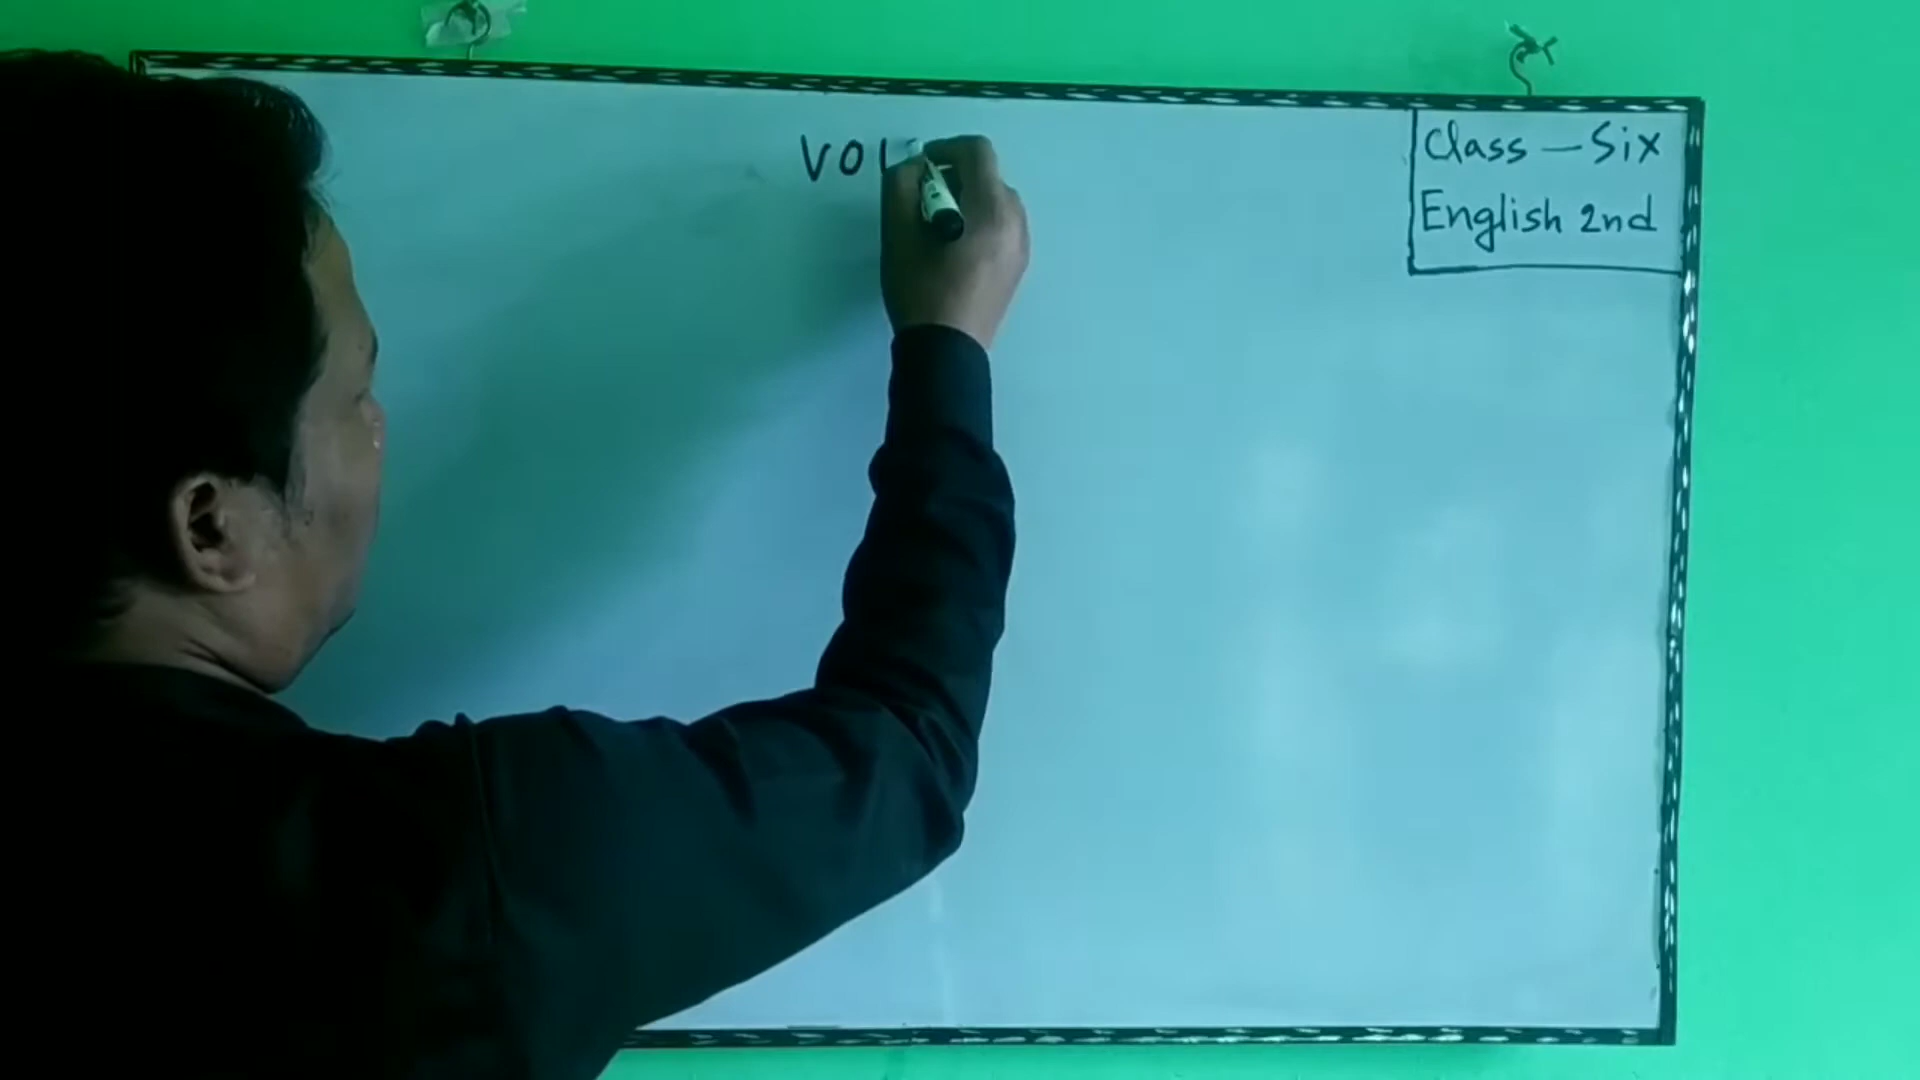 VO
Class — Six
English 2nd